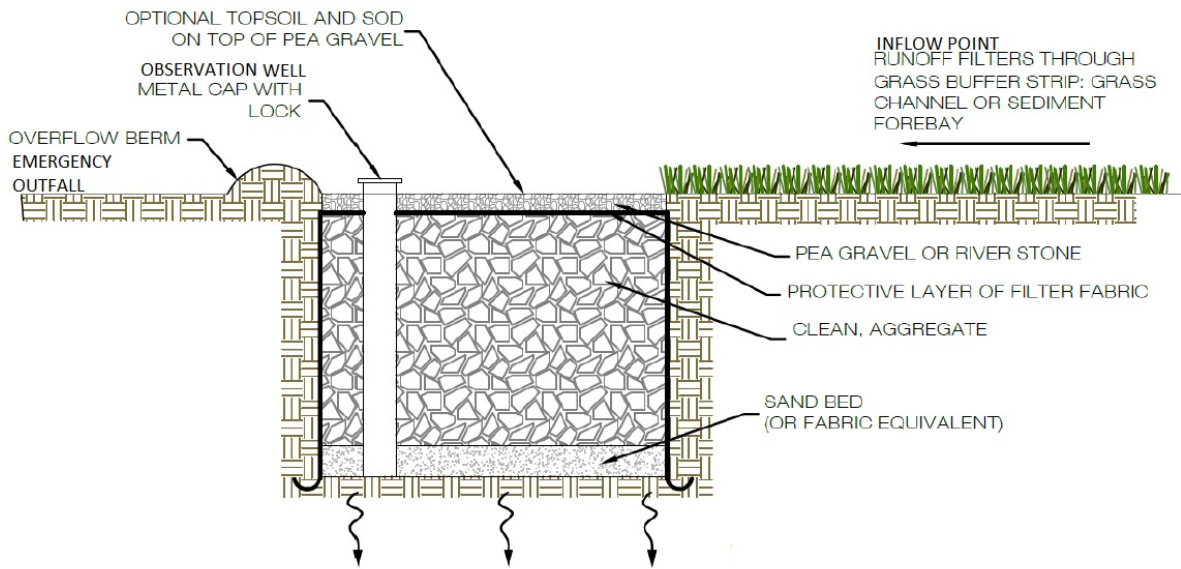 OPTIONAL TOPSOIL AND SOD
ON TOP OF PEA GRAVEL
OBSERVATION WELL
METAL CAP WITH
LOCK
OVERFLOW BERM
EMERGENCY
OUTFALL
INFLOW POINT
RUNOFF FILTERS THROUGH
GRASS BUFFER STRIP: GRASS
CHANNEL OR SEDIMENT
FOREBAY
PEA GRAVEL OR RIVER STONE
PROTECTIVE LAYER OF FILTER FABRIC
CLEAN, AGGREGATE
SAND BED
(OR FABRIC EQUIVALENT)